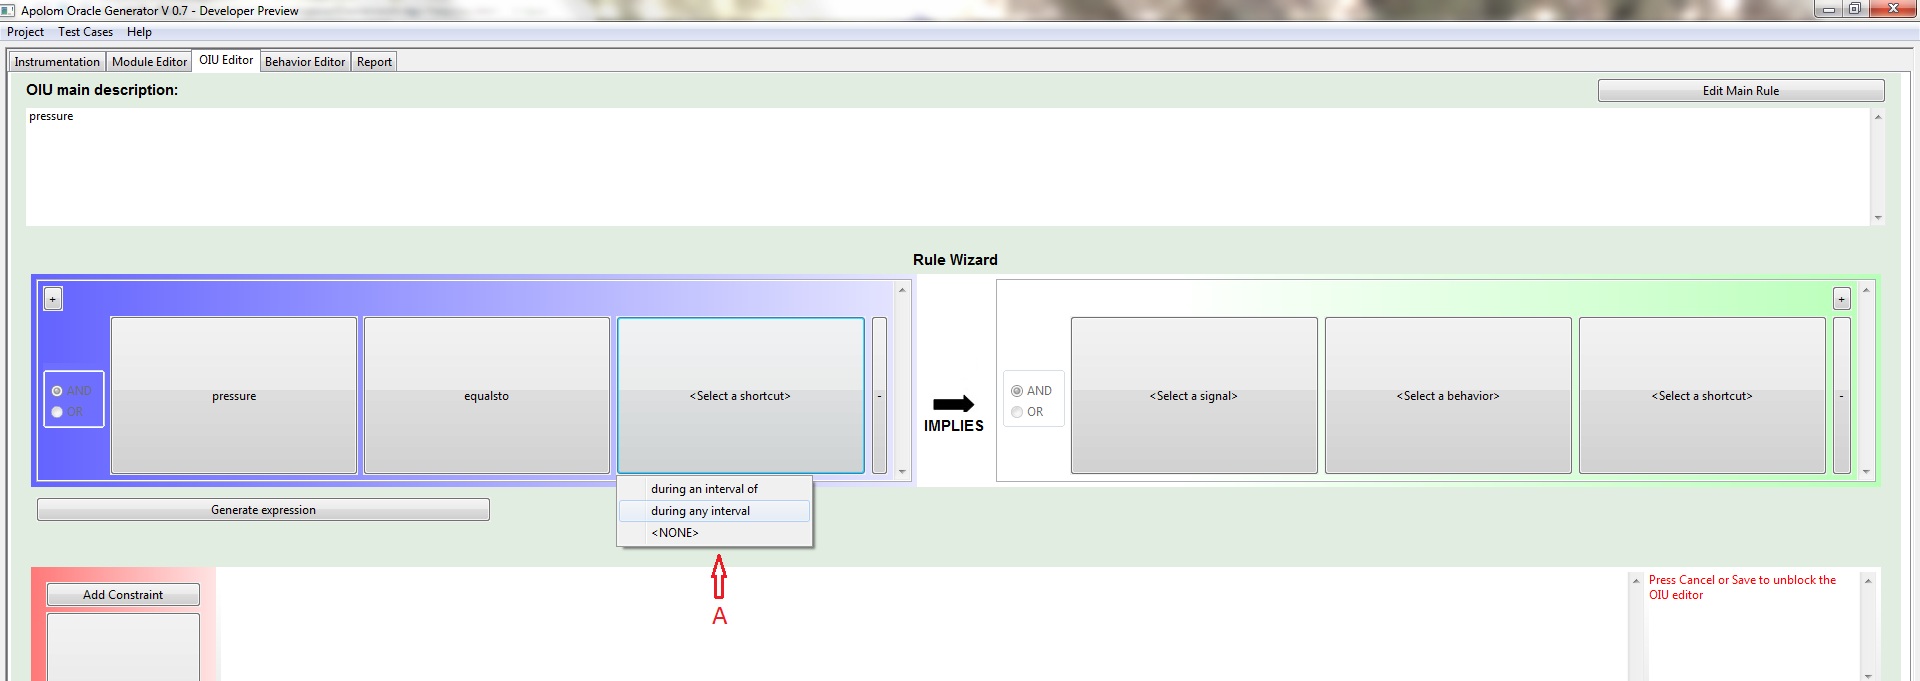 Apolom Oracle Generator V 0.7 - Developer Preview
Project Test Cases Help
Instrumentation Module Editor OIU Editor Behavior Editor Report
OIU main description:
Edit Main Rule
pressure
Rule Wizard
+
+
AND
OR
pressure
equalsto
<Select a shortcut>
-
IMPLIES
AND
OR
<Select a signal>
<Select a behavior>
<Select a shortcut>
-
during an interval of
during any interval
<NONE>
Generate expression
A
Add Constraint
Press Cancel or Save to unblock the
OIU editor